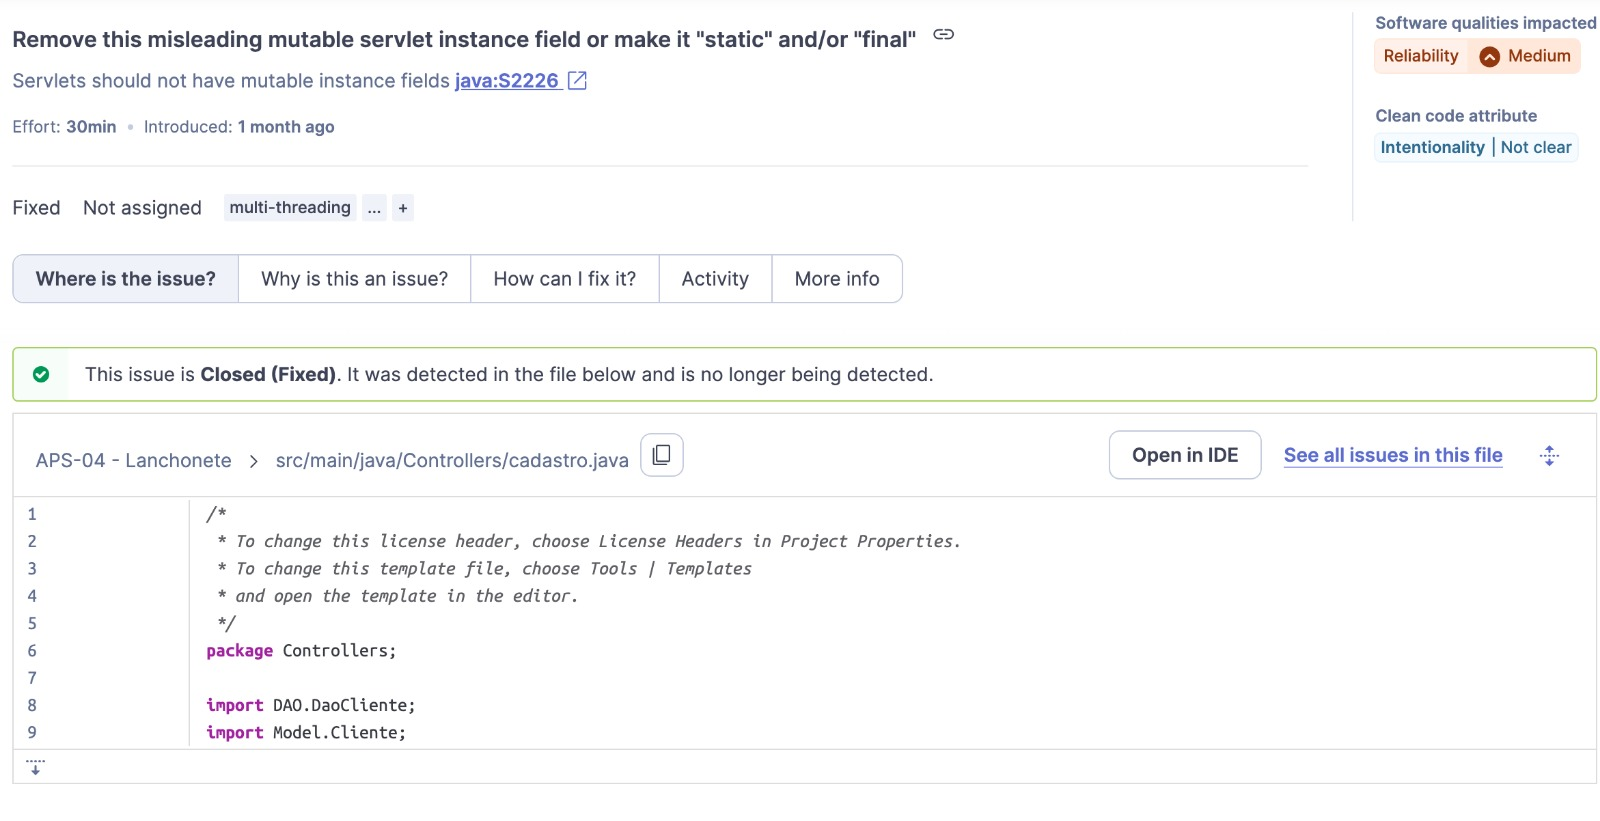 Remove this misleading mutable servlet instance field or make it "static" and/or "final"
Servlets should not have mutable instance fields java:S2226
Effort: 30min • Introduced: 1 month ago
Software qualities impacted
Reliability Medium
Clean code attribute
Intentionality | Not clear
Fixed Not assigned multi-threading ... +
Where is the issue? Why is this an issue? How can I fix it? Activity More info
This issue is Closed (Fixed). It was detected in the file below and is no longer being detected.
APS-04 - Lanchonete > src/main/java/Controllers/cadastro.java Open in IDE See all issues in this file
1 /*
2 * To change this license header, choose License Headers in Project Properties.
3 * To change this template file, choose Tools | Templates
4 * and open the template in the editor.
5 */
6 package Controllers;
7
8 import DAO.DaoCliente;
9 import Model.Cliente;